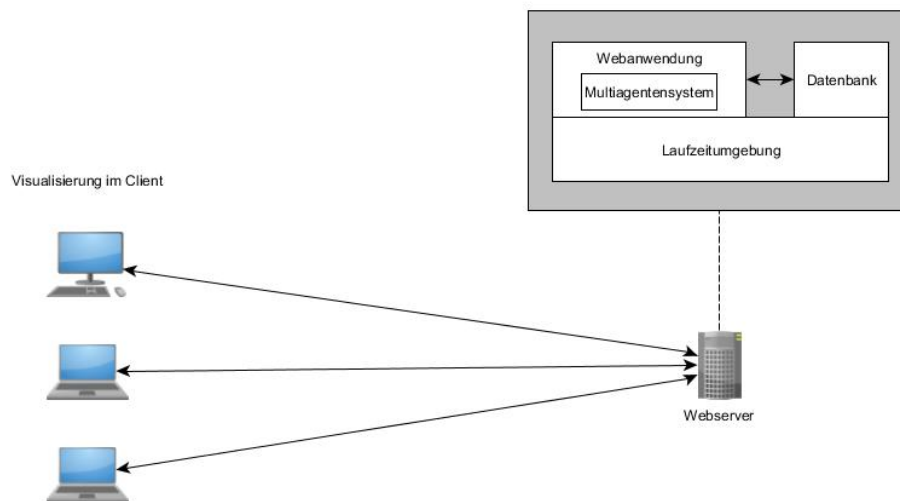 Webanwendung
Multiagentensystem
Datenbank
Laufzeitumgebung
Visualisierung im Client
Webserver